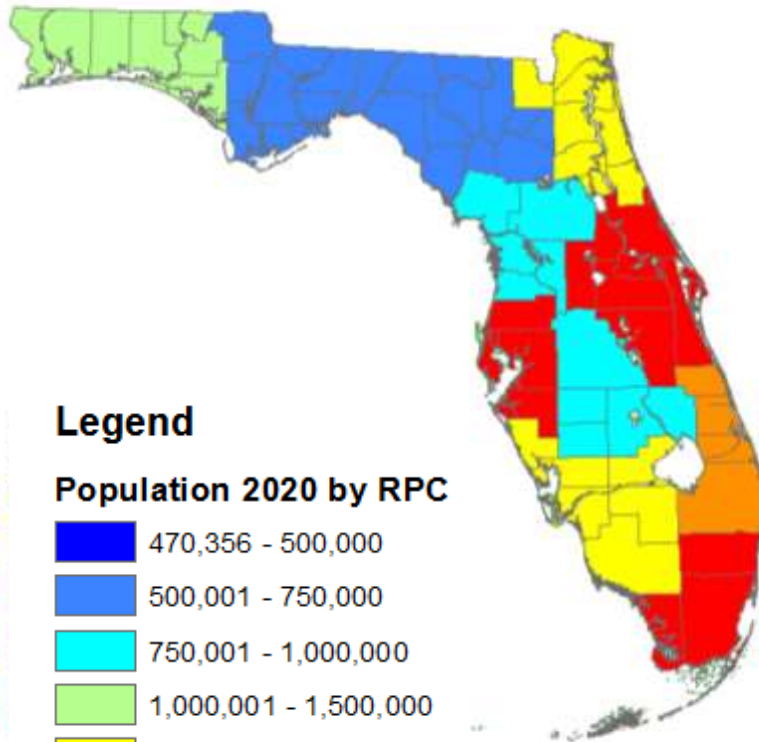 Legend
Population 2020 by RPC
470,356 - 500,000
500,001 - 750,000
750,001 - 1,000,000
1,000,001 - 1,500,000